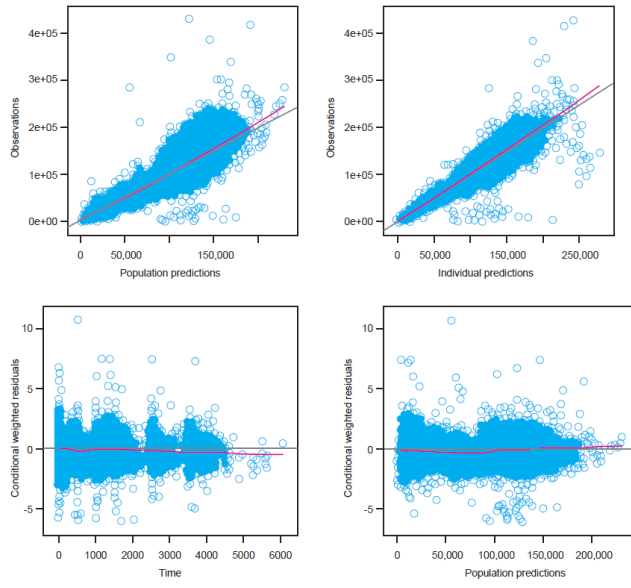 4e+05
3e+05
2e+05
1e+05
0e+00
Observations
0 50,000 150,000
Population predictions
4e+05
3e+05
2e+05
1e+05
0e+00
Observations
0 50,000 150,000 250,000
Individual predictions
10
5
0
-5
Conditional weighted residuals
0 1000 2000 3000 4000 5000 6000
Time
10
5
0
-5
Conditional weighted residuals
0 50,000 100,000 150,000 200,000
Population predictions